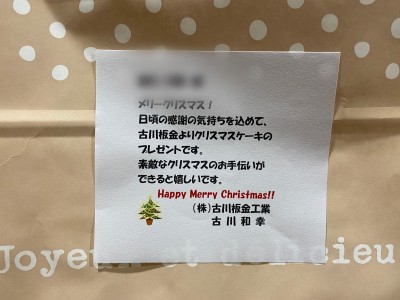 メリークリスマス！
日頃の感謝の気持ちを込めて、
古川板金よりクリスマスケーキの
プレゼントです。
素敵なクリスマスのお手伝いが
できると嬉しいです。
Happy Merry Christmas!!
（株）古川板金工業
古川和幸
Joyeu et délicieu